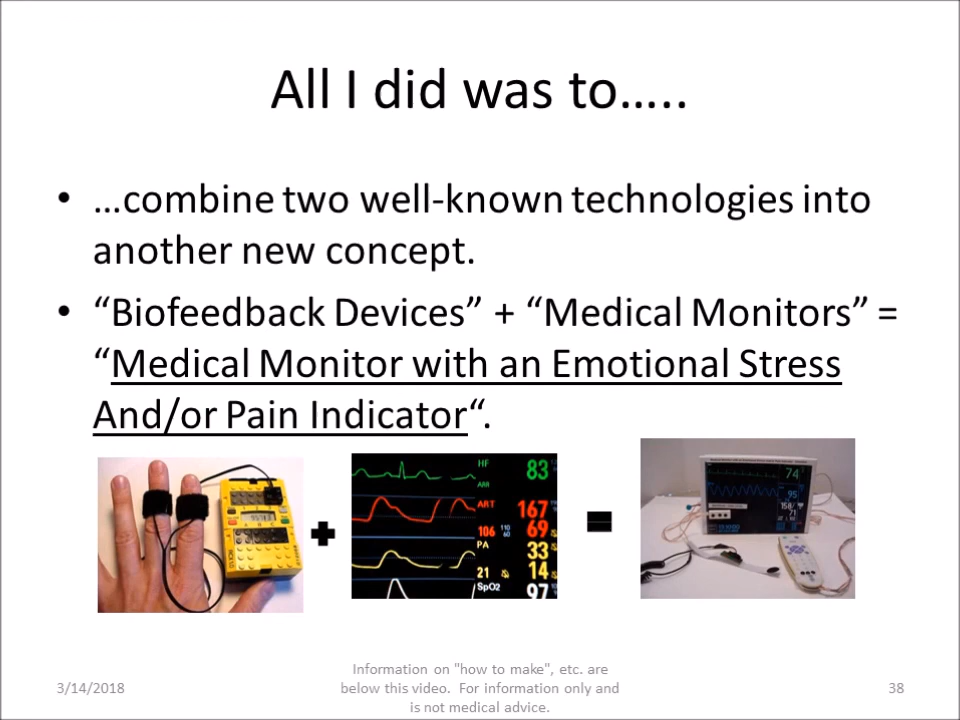 All I did was to…..
• …combine two well-known technologies into
another new concept.
• “Biofeedback Devices” + “Medical Monitors” =
“Medical Monitor with an Emotional Stress
And/or Pain Indicator“.
HF 83
ARR
ART 167
106 110 69
60
PA 33
21 14
SpO2 97
74
95
3/14/2018
Information on "how to make", etc. are
below this video. For information only and
is not medical advice.
38